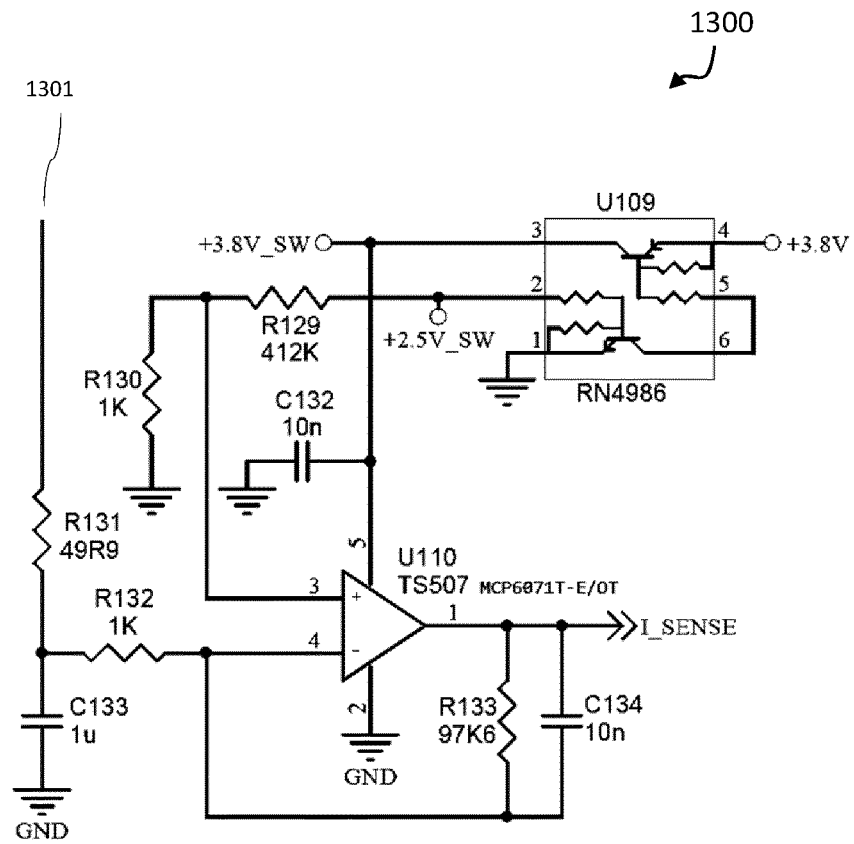 1300
1301
U109
+3.8V_SW
3
4
+3.8V
2
5
R129
412K
+2.5V_SW
1
6
RN4986
R130
1K
C132
10n
R131
49R9
5
U110
TS507 MCP6071T-E/OT
3
+
1
I_SENSE
R132
1K
4
-
C133
1u
2
R133
97K6
C134
10n
GND
GND